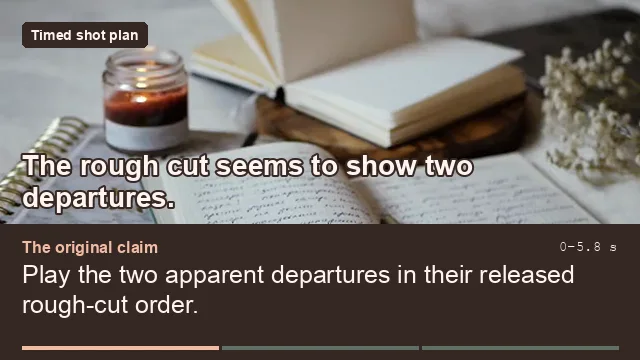 Timed shot plan
The rough cut seems to show two
departures.
The original claim
0–5.8 s
Play the two apparent departures in their released
rough-cut order.